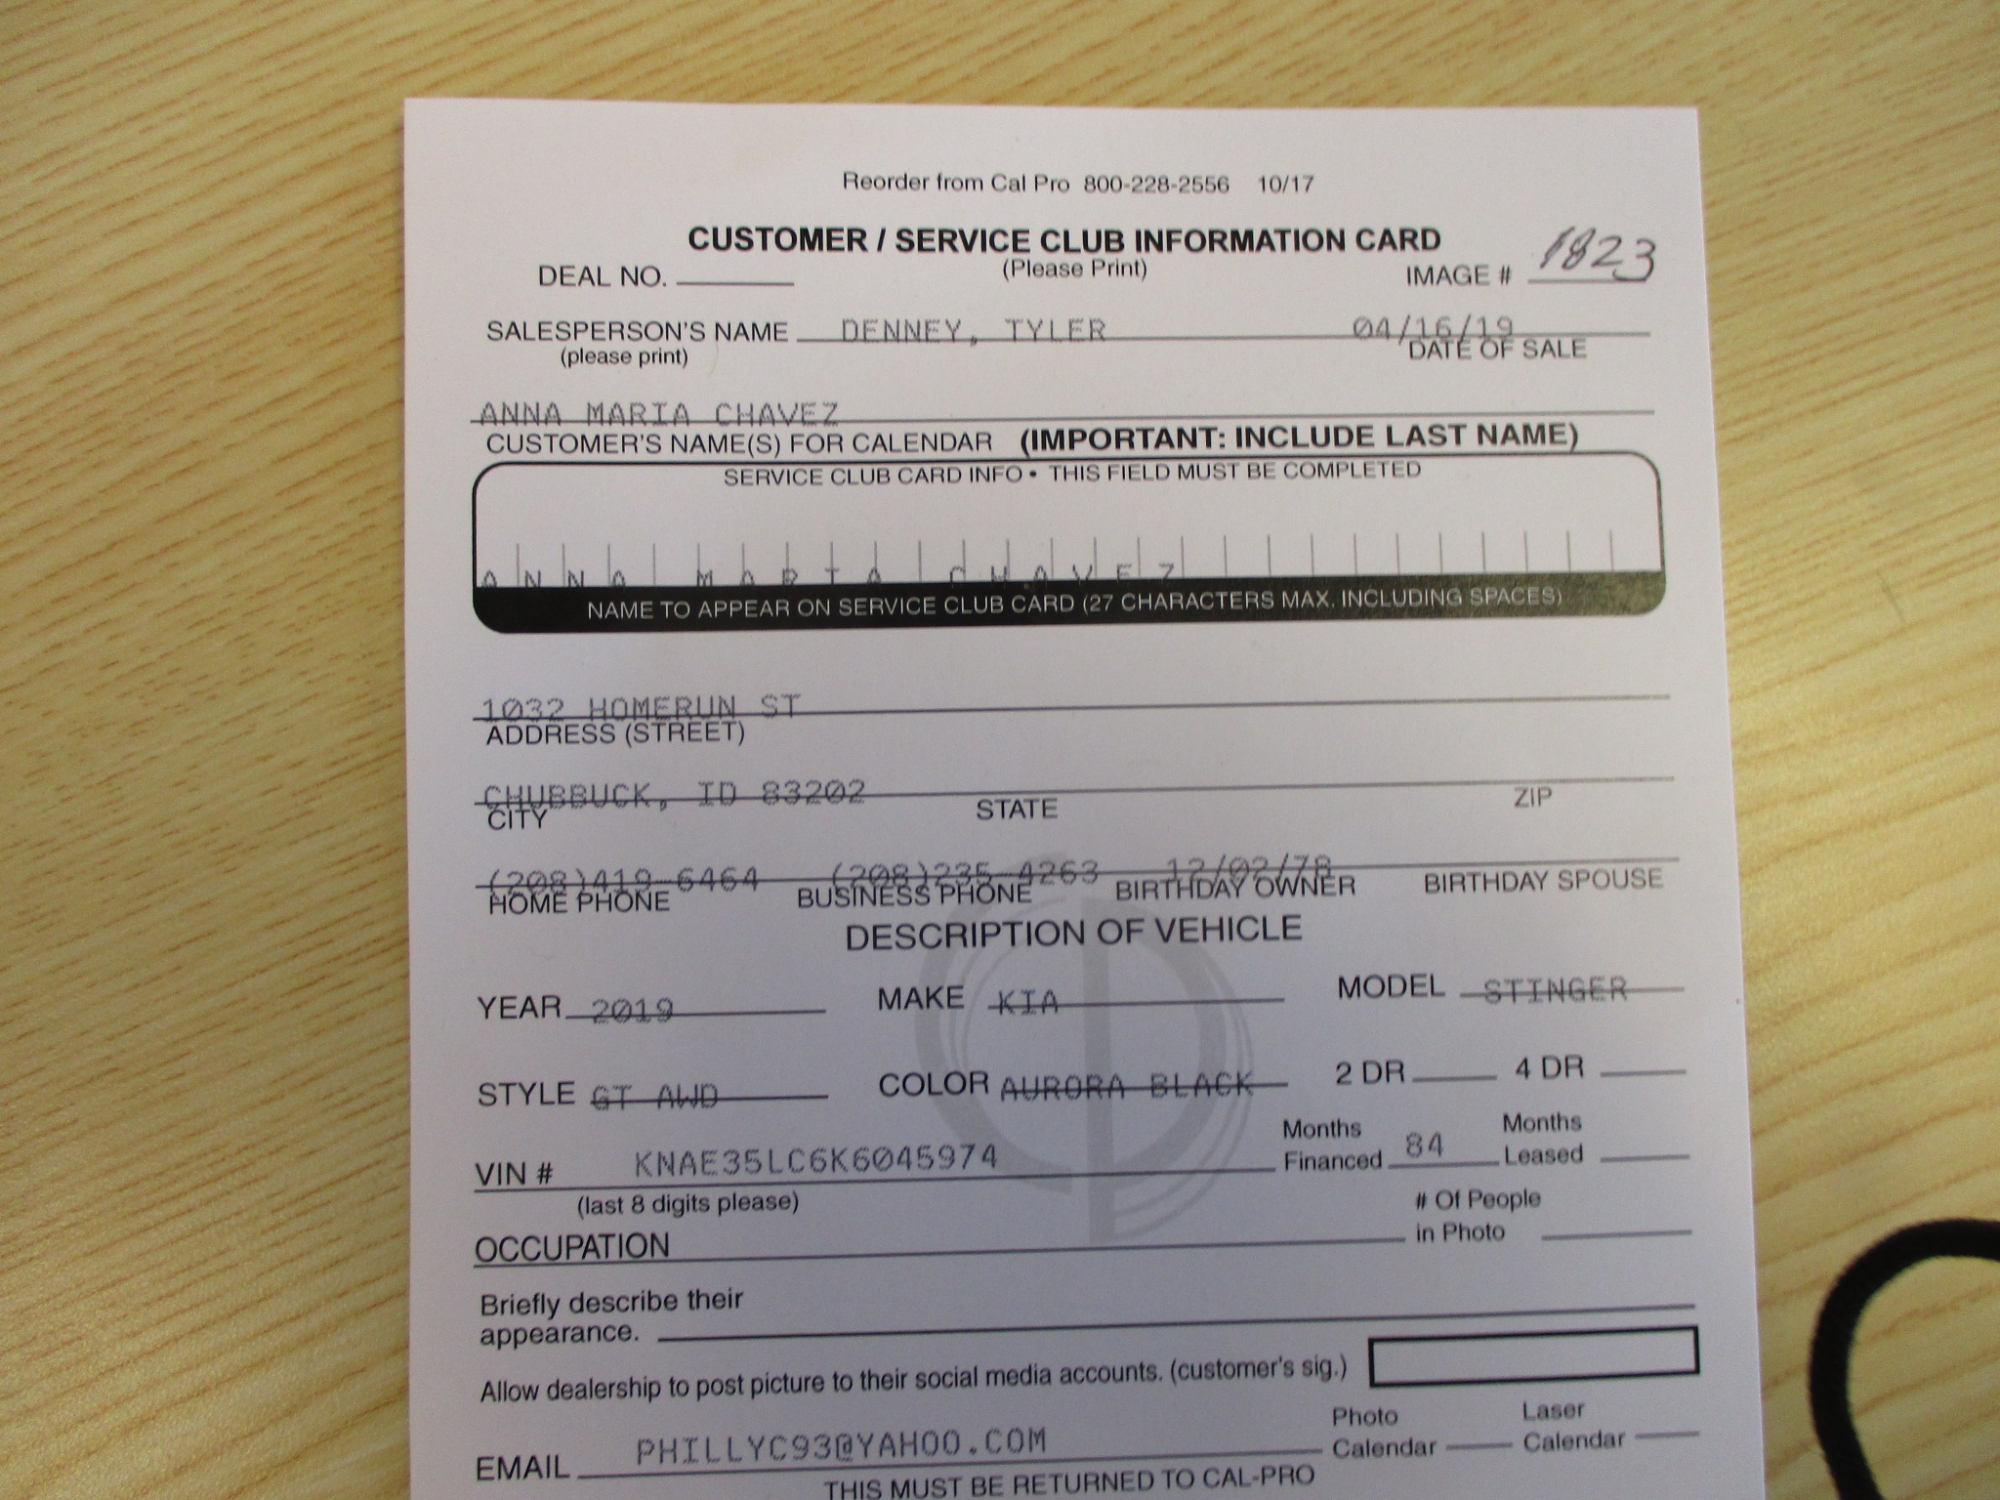 Reorder from Cal Pro 800-228-2556 10/17
CUSTOMER / SERVICE CLUB INFORMATION CARD
DEAL NO. (Please Print) IMAGE # 1823
SALESPERSON'S NAME DENNEY, TYLER 04/16/19
(please print) DATE OF SALE
ANNA MARIA CHAVEZ
CUSTOMER'S NAME(S) FOR CALENDAR (IMPORTANT: INCLUDE LAST NAME)
SERVICE CLUB CARD INFO • THIS FIELD MUST BE COMPLETED
ANNA MARIA CHAVEZ
NAME TO APPEAR ON SERVICE CLUB CARD (27 CHARACTERS MAX. INCLUDING SPACES)
1032 HOMERUN ST
ADDRESS (STREET)
CHUBBUCK, ID 83202
CITY STATE ZIP
(208)419-6464 (208)235-4263 12/02/78
HOME PHONE BUSINESS PHONE BIRTHDAY OWNER BIRTHDAY SPOUSE
DESCRIPTION OF VEHICLE
YEAR 2019 MAKE KIA MODEL STINGER
STYLE GT AWD COLOR AURORA BLACK 2 DR 4 DR
Months Months
VIN # KNAE35LC6K6045974 Financed 84 Leased
(last 8 digits please) # Of People
OCCUPATION in Photo
Briefly describe their
appearance.
Allow dealership to post picture to their social media accounts. (customer's sig.)
Photo Laser
EMAIL PHILLYC93@YAHOO.COM Calendar Calendar
THIS MUST BE RETURNED TO CAL-PRO